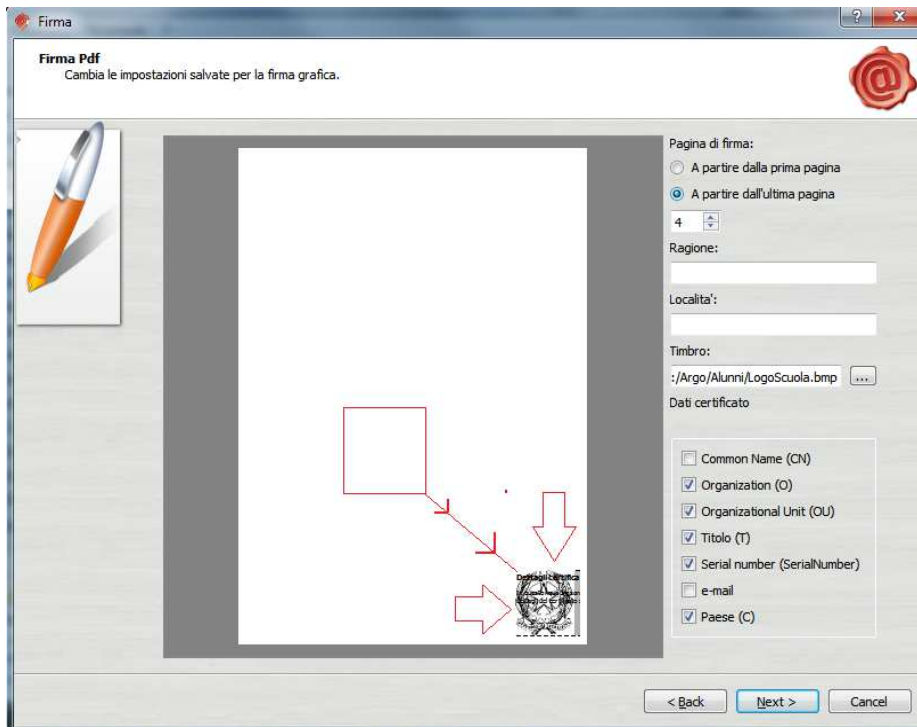 Firma
Firma Pdf
Cambia le impostazioni salvate per la firma grafica.
Pagina di firma:
A partire dalla prima pagina
A partire dall'ultima pagina
4
Ragione:
Localita':
Timbro:
:/Argo/Alunni/LogoScuola.bmp
...
Dati certificato
Common Name (CN)
Organization (O)
Organizational Unit (OU)
Titolo (T)
Serial number (SerialNumber)
e-mail
Paese (C)
Dettagli certifica
< Back
Next >
Cancel